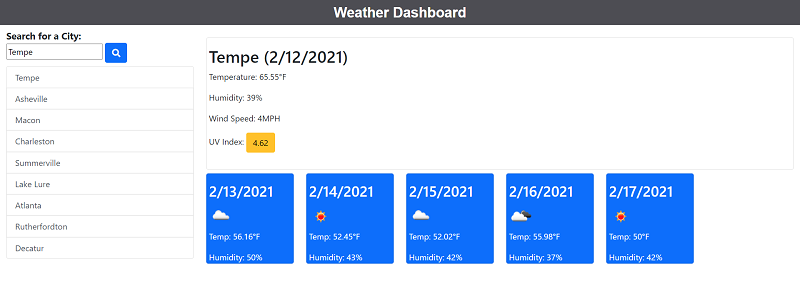 Weather Dashboard
Search for a City:
Tempe
Tempe
Asheville
Macon
Charleston
Summerville
Lake Lure
Atlanta
Rutherfordton
Decatur
Tempe (2/12/2021)
Temperature: 65.55°F
Humidity: 39%
Wind Speed: 4MPH
UV Index: 4.62
2/13/2021
Temp: 56.16°F
Humidity: 50%
2/14/2021
Temp: 52.45°F
Humidity: 43%
2/15/2021
Temp: 52.02°F
Humidity: 42%
2/16/2021
Temp: 55.98°F
Humidity: 37%
2/17/2021
Temp: 50°F
Humidity: 42%